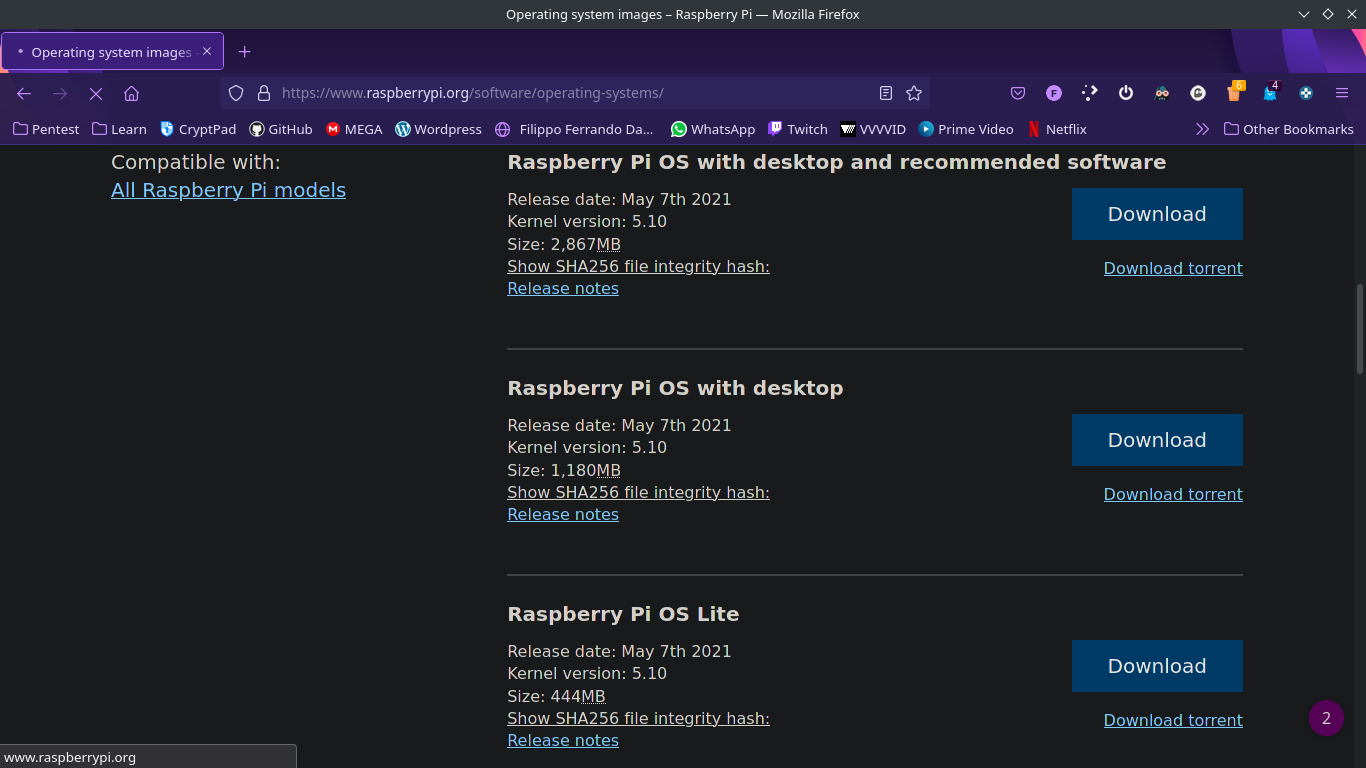 Operating system images – Raspberry Pi — Mozilla Firefox
Operating system images
https://www.raspberrypi.org/software/operating-systems/
F
6
4
Pentest Learn CryptPad GitHub MEGA Wordpress Filippo Ferrando Da... WhatsApp Twitch VVVVID Prime Video Netflix Other Bookmarks
Compatible with:
All Raspberry Pi models
Raspberry Pi OS with desktop and recommended software
Release date: May 7th 2021
Kernel version: 5.10
Size: 2,867MB
Show SHA256 file integrity hash:
Release notes
Download
Download torrent
Raspberry Pi OS with desktop
Release date: May 7th 2021
Kernel version: 5.10
Size: 1,180MB
Show SHA256 file integrity hash:
Release notes
Download
Download torrent
Raspberry Pi OS Lite
Release date: May 7th 2021
Kernel version: 5.10
Size: 444MB
Show SHA256 file integrity hash:
Release notes
Download
Download torrent
2
www.raspberrypi.org